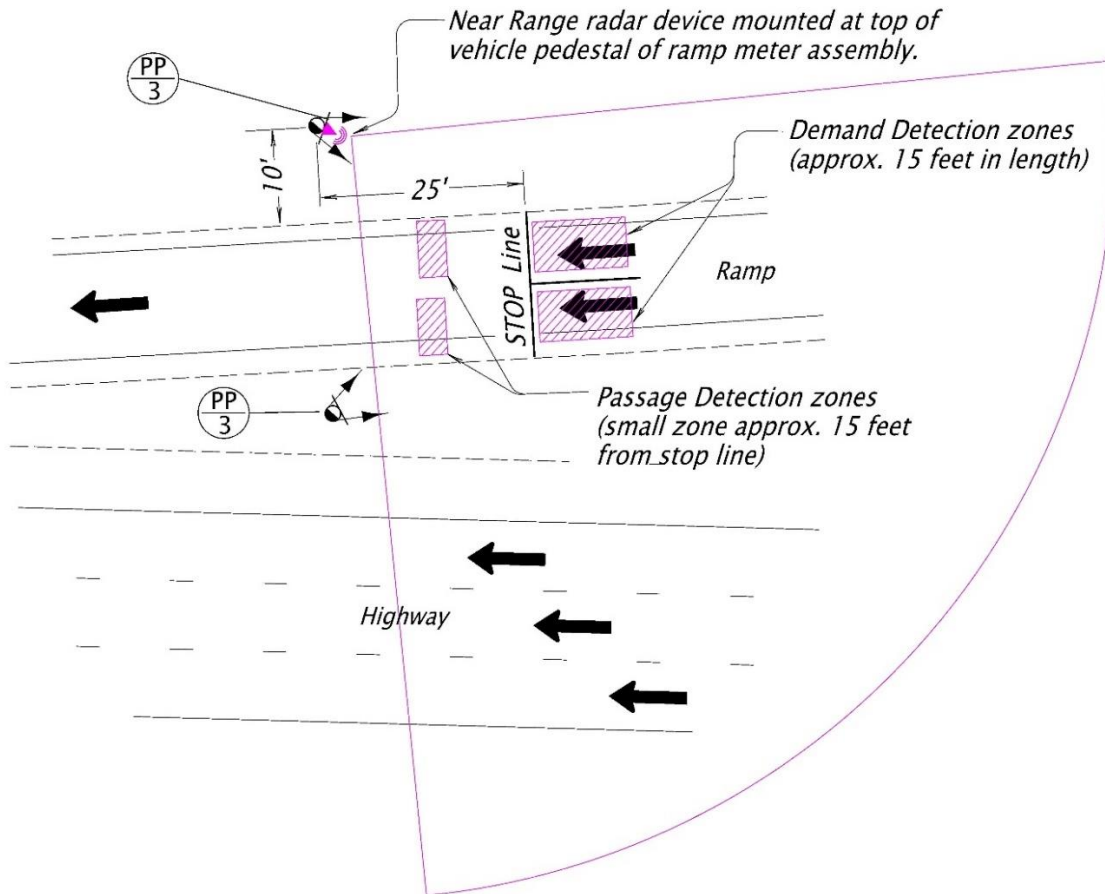 Near Range radar device mounted at top of
vehicle pedestal of ramp meter assembly.
PP
3
Demand Detection zones
(approx. 15 feet in length)
10'
25'
STOP Line
Ramp
PP
3
Passage Detection zones
(small zone approx. 15 feet
from stop line)
Highway